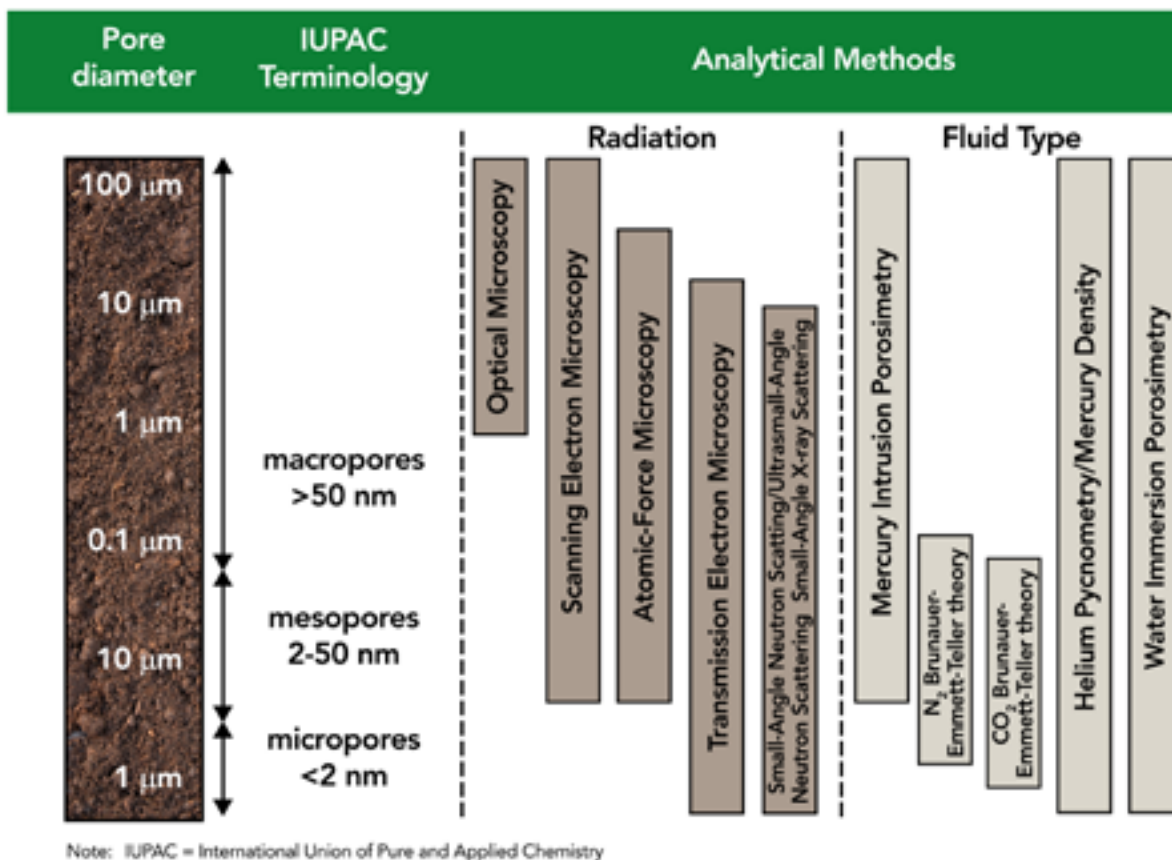 Pore
diameter
IUPAC
Terminology
Analytical Methods
Radiation
Fluid Type
100 µm
10 µm
1 µm
0.1 µm
10 µm
1 µm
macropores
>50 nm
mesopores
2-50 nm
micropores
<2 nm
Optical Microscopy
Scanning Electron Microscopy
Atomic-Force Microscopy
Transmission Electron Microscopy
Small-Angle Neutron Scatting/Ultrasmall-Angle
Neutron Scattering Small-Angle X-ray Scattering
Mercury Intrusion Porosimetry
N₂ Brunauer-
Emmett-Teller theory
CO₂ Brunauer-
Emmett-Teller theory
Helium Pycnometry/Mercury Density
Water Immersion Porosimetry
Note: IUPAC = International Union of Pure and Applied Chemistry